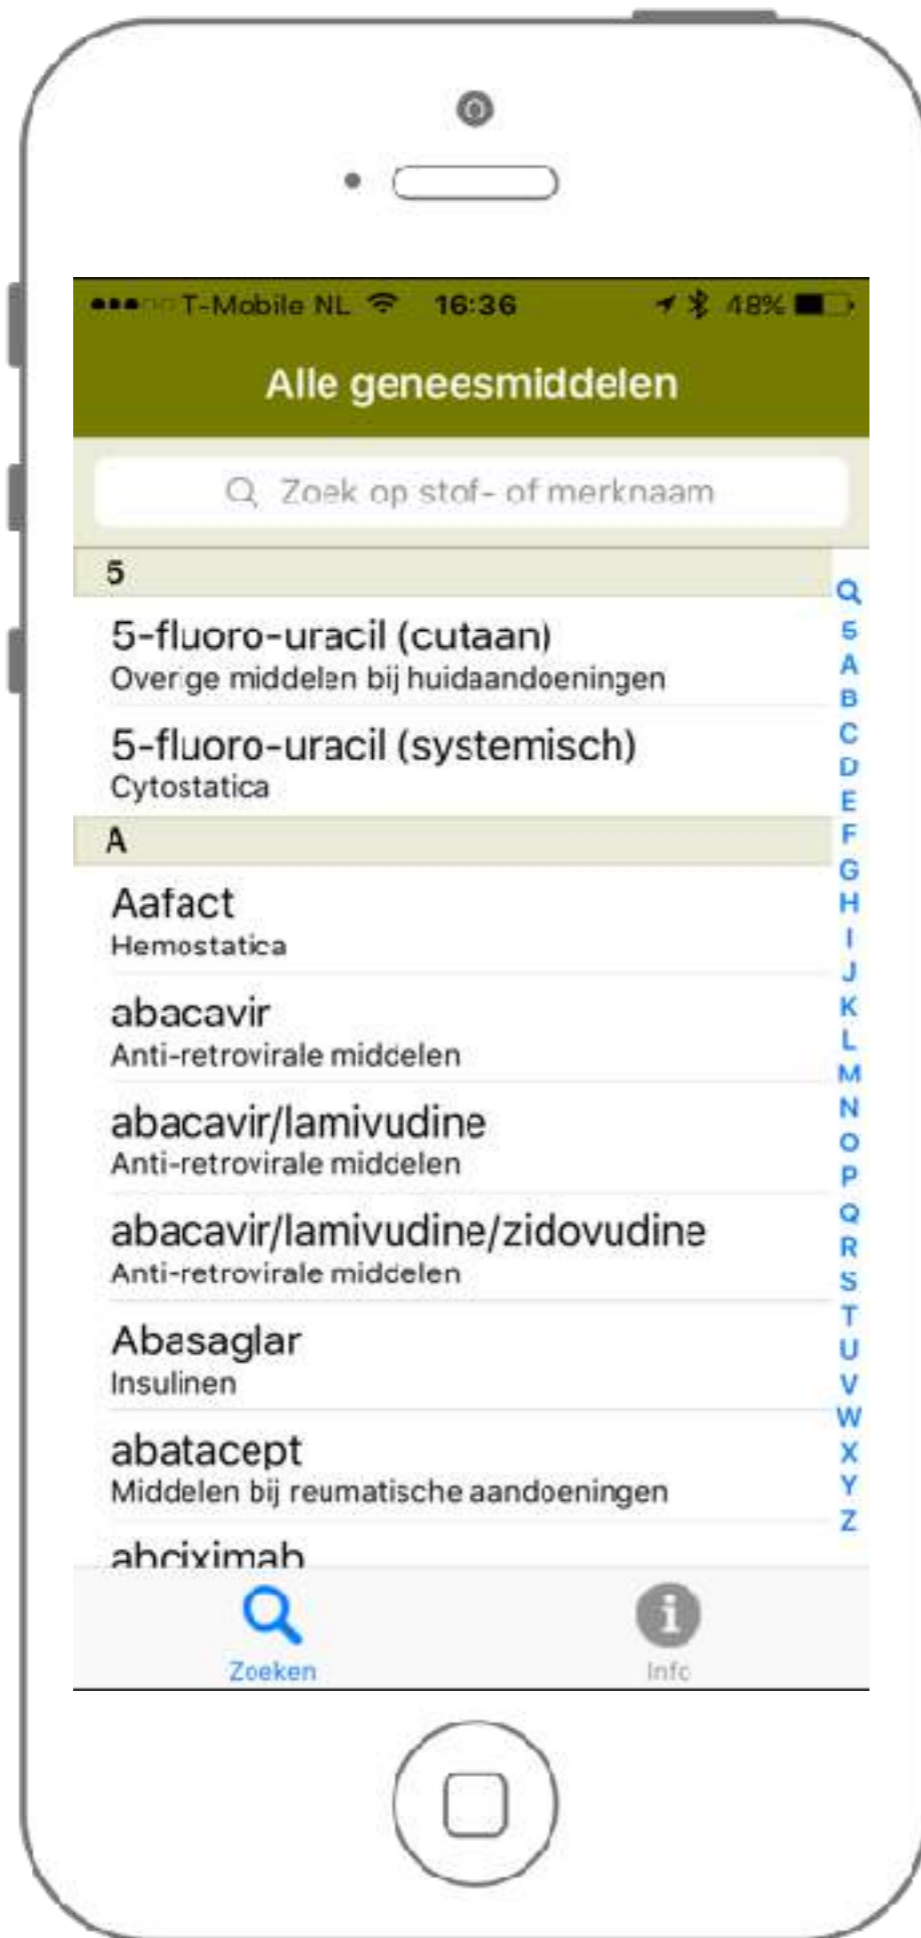 T-Mobile NL 16:36 48%
Alle geneesmiddelen
Zoek op stof- of merknaam
5
5-fluoro-uracil (cutaan)
Overige middelen bij huidaandoeningen
5-fluoro-uracil (systemisch)
Cytostatica
A
Aafact
Hemostatica
abacavir
Anti-retrovirale middelen
abacavir/lamivudine
Anti-retrovirale middelen
abacavir/lamivudine/zidovudine
Anti-retrovirale middelen
Abasaglar
Insulinen
abatacept
Middelen bij reumatische aandoeningen
abciximab
5
A
B
C
D
E
F
G
H
I
J
K
L
M
N
O
P
Q
R
S
T
U
V
W
X
Y
Z
Zoeken
Info